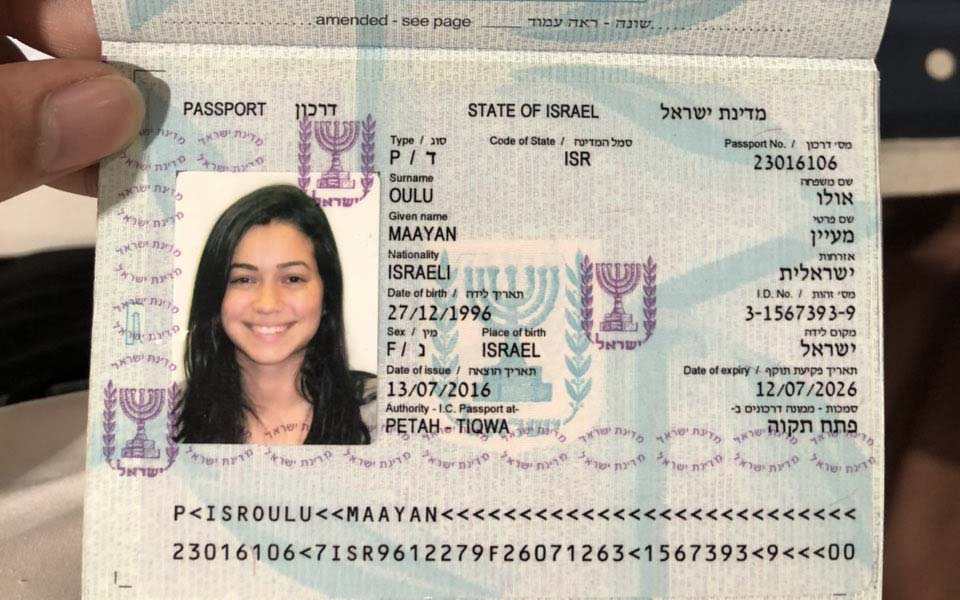 amended - see page ______ שונה - ראה עמוד
PASSPORT דרכון STATE OF ISRAEL מדינת ישראל
Type / סוג Code of State / סמל המדינה Passport No. / מס׳ דרכון
P / ד ISR 23016106
Surname שם משפחה
OULU אולו
Given name שם פרטי
MAAYAN מעיין
Nationality אזרחות
ISRAELI ישראלית
Date of birth / תאריך לידה I.D. No. / מס׳ זהות
27/12/1996 3-1567393-9
Sex / מין Place of birth מקום לידה
F / נ ISRAEL ישראל
Date of issue / תאריך הוצאה Date of expiry / תאריך פקיעת תוקף
13/07/2016 12/07/2026
Authority - I.C. Passport at- סמכות - ממונה דרכונים ב-
PETAH - TIQWA פתח תקווה
ישראל
ישראל
ישראל
מדינת ישראל
P<ISROULU<<MAAYAN<<<<<<<<<<<<<<<<<<<<<<<<<<<
23016106<7ISR9612279F26071263<1567393<9<<<00